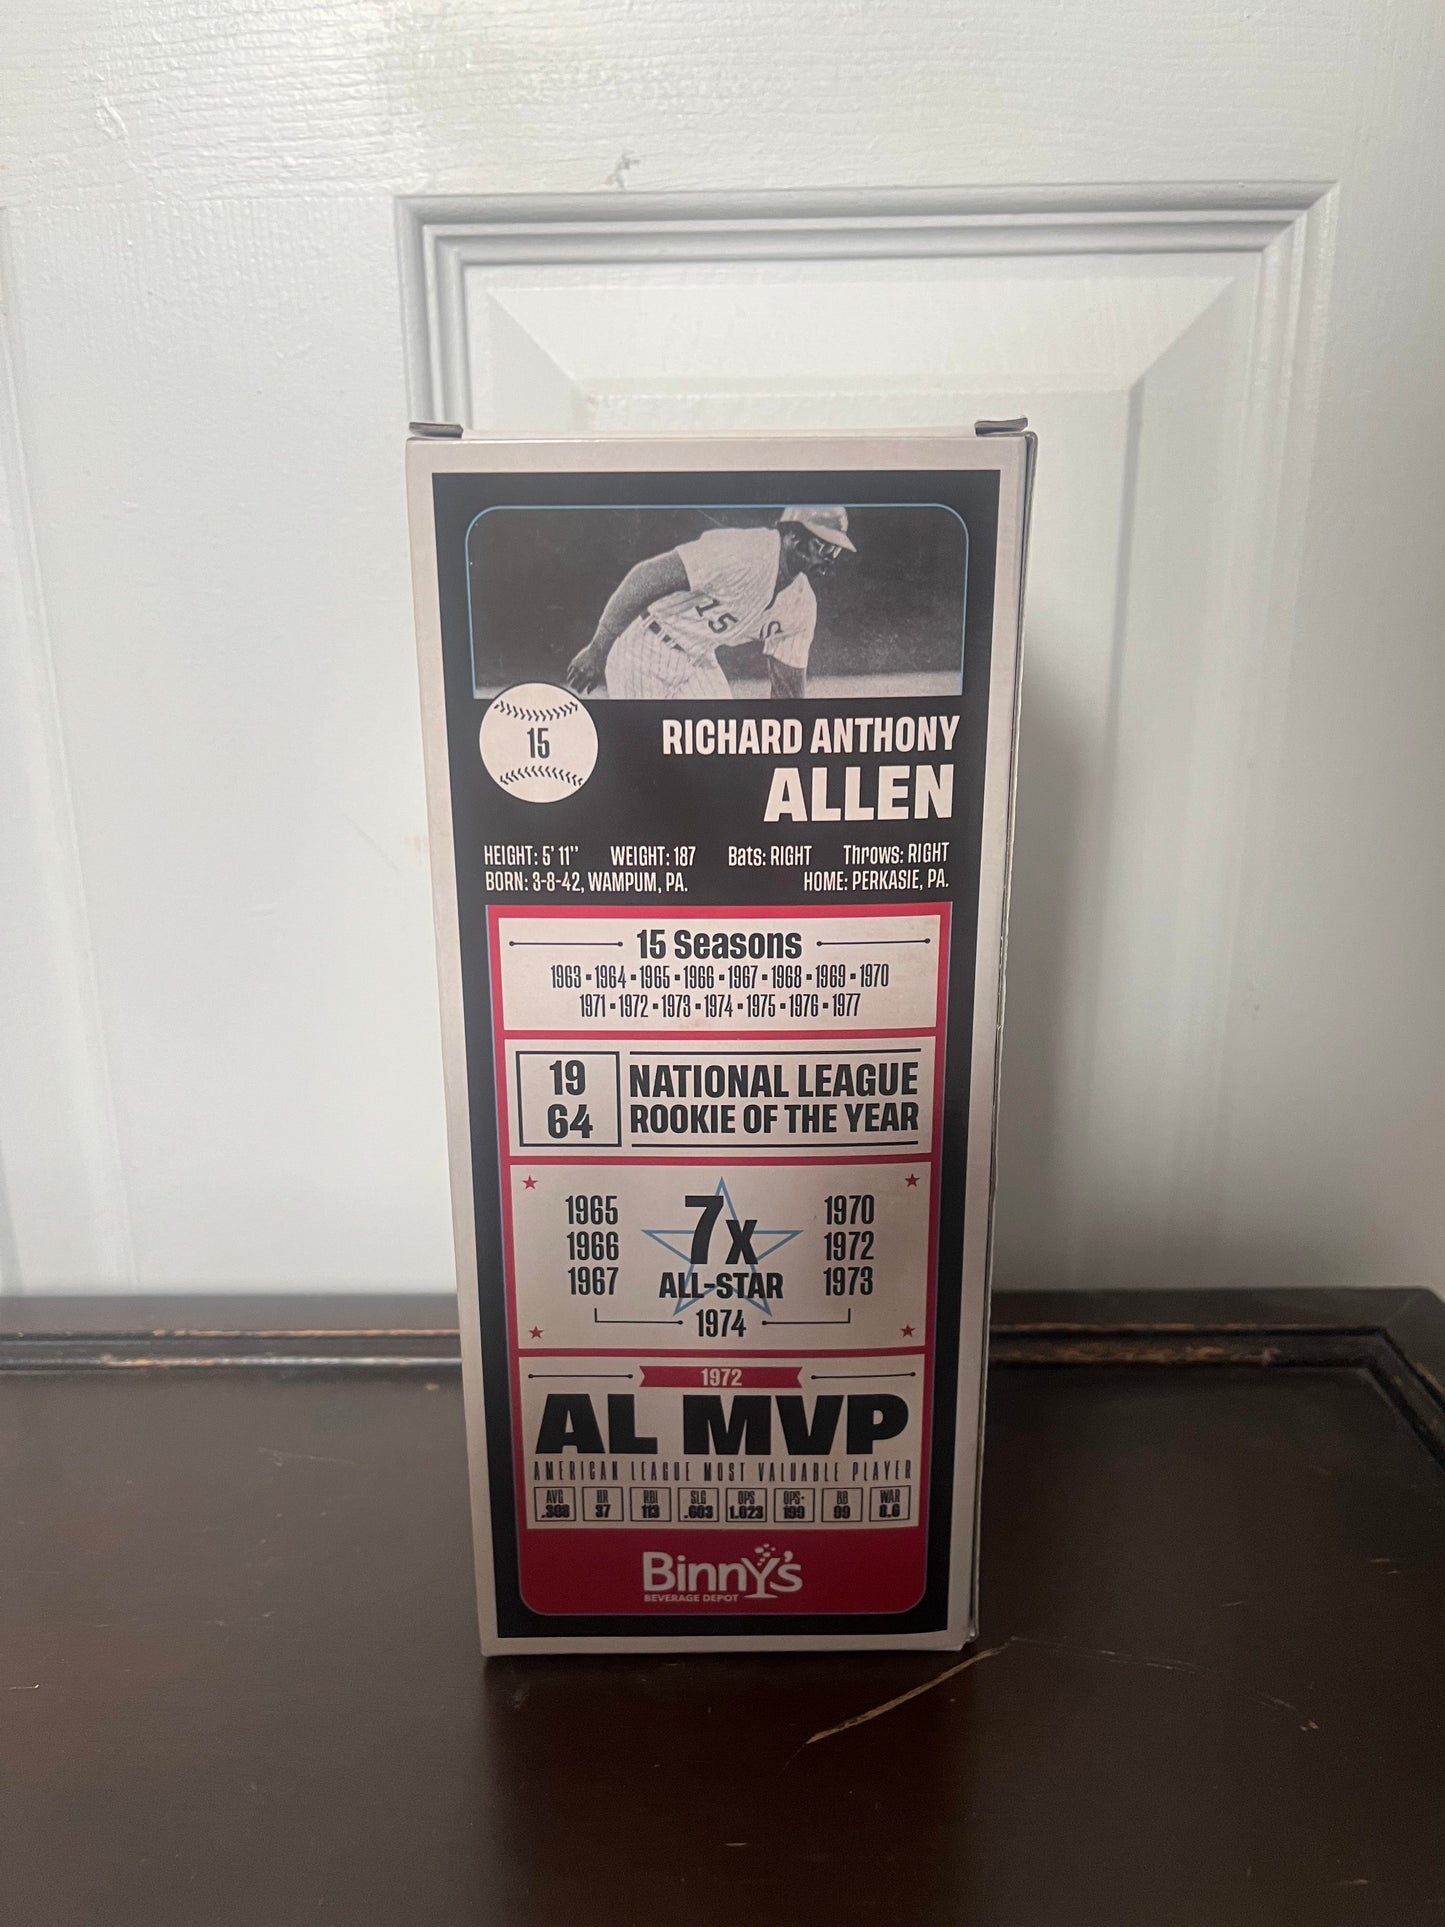 15
S
15
RICHARD ANTHONY
ALLEN
HEIGHT: 5' 11" WEIGHT: 187 Bats: RIGHT Throws: RIGHT
BORN: 3-8-42, WAMPUM, PA. HOME: PERKASIE, PA.
15 Seasons
1963 ▪ 1964 ▪ 1965 ▪ 1966 ▪ 1967 ▪ 1968 ▪ 1969 ▪ 1970
1971 ▪ 1972 ▪ 1973 ▪ 1974 ▪ 1975 ▪ 1976 ▪ 1977
19
64
NATIONAL LEAGUE
ROOKIE OF THE YEAR
1965
1966
1967
7x
ALL-STAR
1974
1970
1972
1973
1972
AL MVP
AMERICAN LEAGUE MOST VALUABLE PLAYER
AVG HR RBI SLG OPS OPS+ BB WAR
.308 37 113 .603 1.023 199 99 8.6
BinnY's
BEVERAGE DEPOT